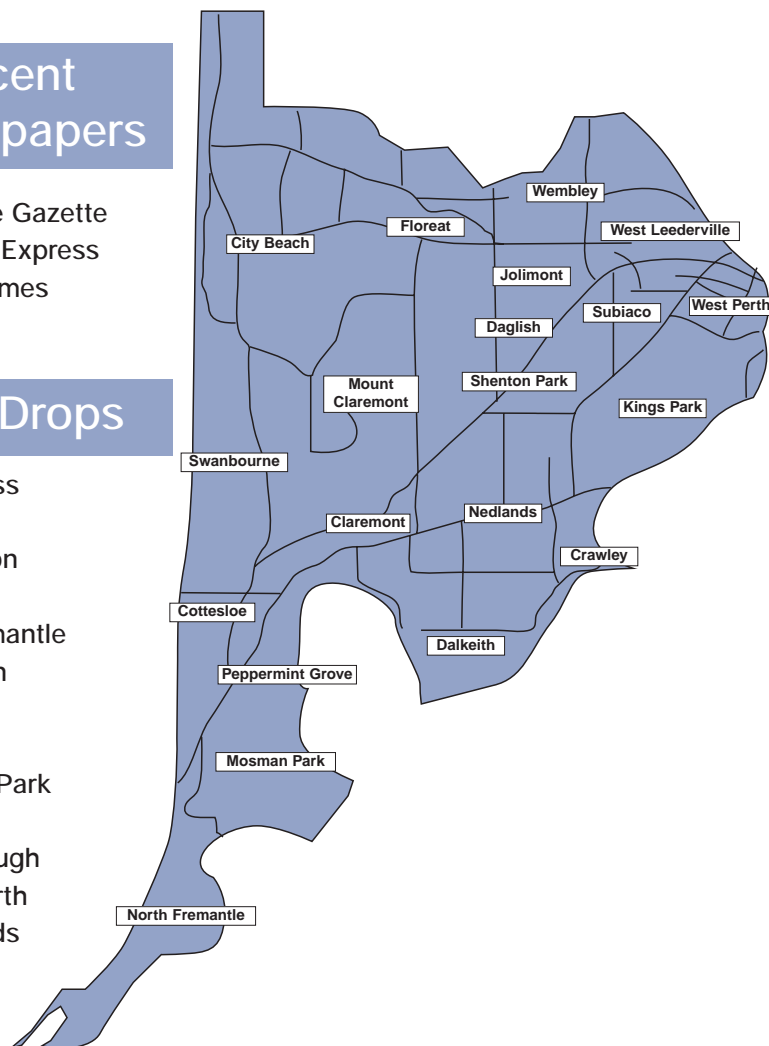 cent
papers
e Gazette
Express
mes
Drops
ss
on
nantle
n
Park
ugh
rth
ds
Wembley
West Leederville
Floreat
City Beach
Jolimont
West Perth
Subiaco
Daglish
Shenton Park
Mount
Claremont
Kings Park
Swanbourne
Nedlands
Claremont
Crawley
Cottesloe
Dalkeith
Peppermint Grove
Mosman Park
North Fremantle